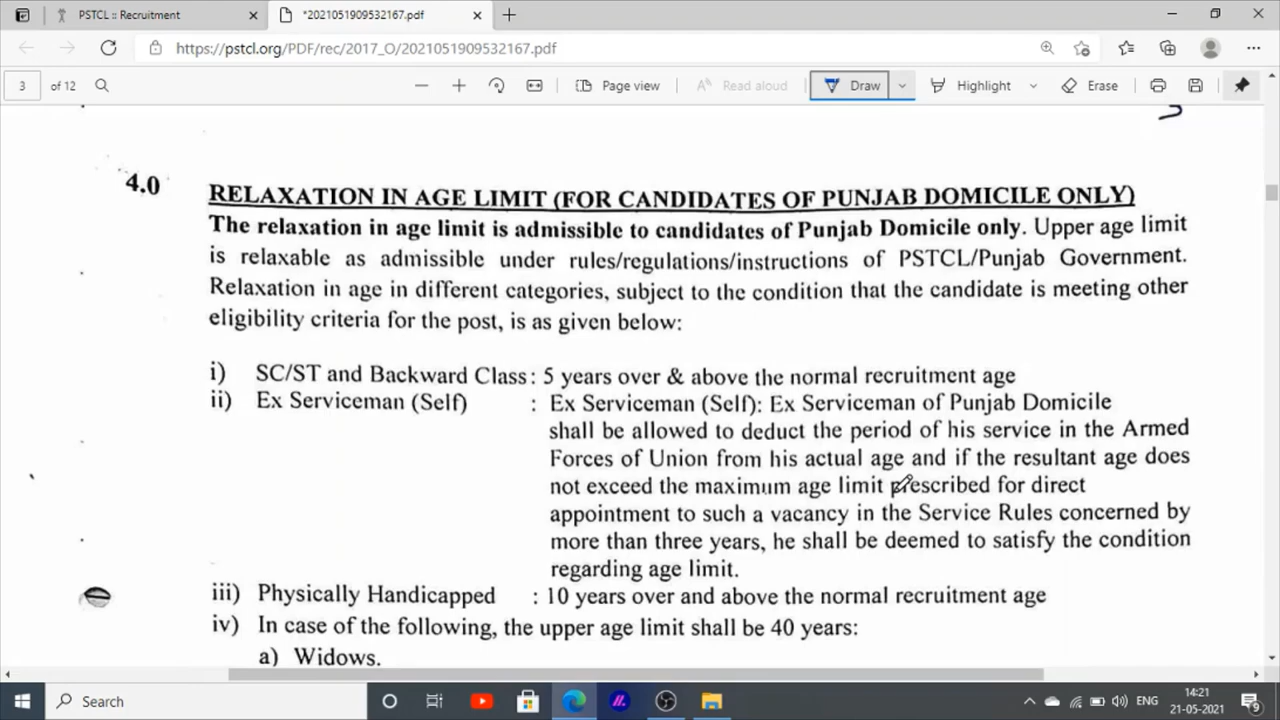 PSTCL :: Recruitment
*2021051909532167.pdf
https://pstcl.org/PDF/rec/2017_O/2021051909532167.pdf
3 of 12
Page view
Read aloud
Draw
Highlight
Erase
4.0 RELAXATION IN AGE LIMIT (FOR CANDIDATES OF PUNJAB DOMICILE ONLY)
The relaxation in age limit is admissible to candidates of Punjab Domicile only. Upper age limit
is relaxable as admissible under rules/regulations/instructions of PSTCL/Punjab Government.
Relaxation in age in different categories, subject to the condition that the candidate is meeting other
eligibility criteria for the post, is as given below:
i) SC/ST and Backward Class : 5 years over & above the normal recruitment age
ii) Ex Serviceman (Self) : Ex Serviceman (Self): Ex Serviceman of Punjab Domicile
shall be allowed to deduct the period of his service in the Armed
Forces of Union from his actual age and if the resultant age does
not exceed the maximum age limit prescribed for direct
appointment to such a vacancy in the Service Rules concerned by
more than three years, he shall be deemed to satisfy the condition
regarding age limit.
iii) Physically Handicapped : 10 years over and above the normal recruitment age
iv) In case of the following, the upper age limit shall be 40 years:
a) Widows.
Search
ENG
14:21
21-05-2021
9